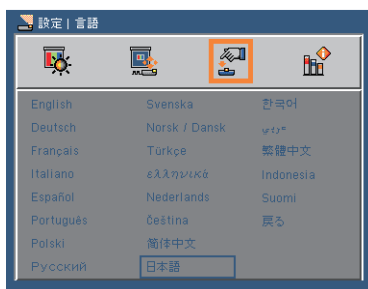 設定 | 言語
English
Deutsch
Français
Italiano
Español
Português
Polski
Русский
Svenska
Norsk / Dansk
Türkçe
ελληνικά
Nederlands
Čeština
简体中文
日本語
한국어
繁體中文
Indonesia
Suomi
戻る